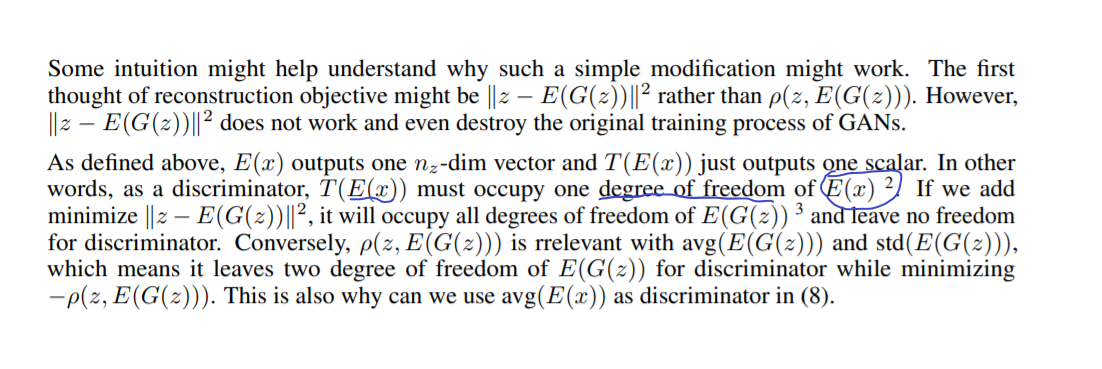 Some intuition might help understand why such a simple modification might work. The first
thought of reconstruction objective might be ||z − E(G(z))||² rather than ρ(z, E(G(z))). However,
||z − E(G(z))||² does not work and even destroy the original training process of GANs.
As defined above, E(x) outputs one n_z-dim vector and T(E(x)) just outputs one scalar. In other
words, as a discriminator, T(E(x)) must occupy one degree of freedom of E(x) ². If we add
minimize ||z − E(G(z))||², it will occupy all degrees of freedom of E(G(z)) ³ and leave no freedom
for discriminator. Conversely, ρ(z, E(G(z))) is rrelevant with avg(E(G(z))) and std(E(G(z))),
which means it leaves two degree of freedom of E(G(z)) for discriminator while minimizing
−ρ(z, E(G(z))). This is also why can we use avg(E(x)) as discriminator in (8).